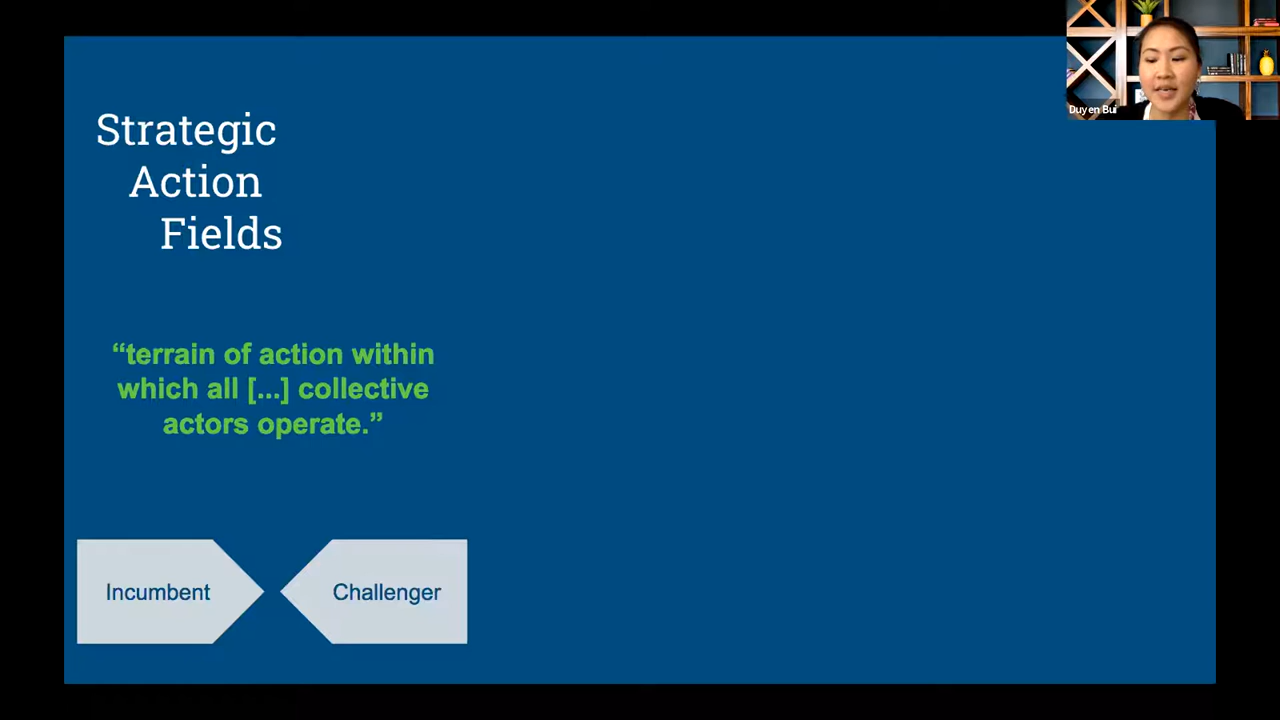 Strategic
Action
Fields
“terrain of action within
which all [...] collective
actors operate.”
Incumbent
Challenger
Duyen Bui